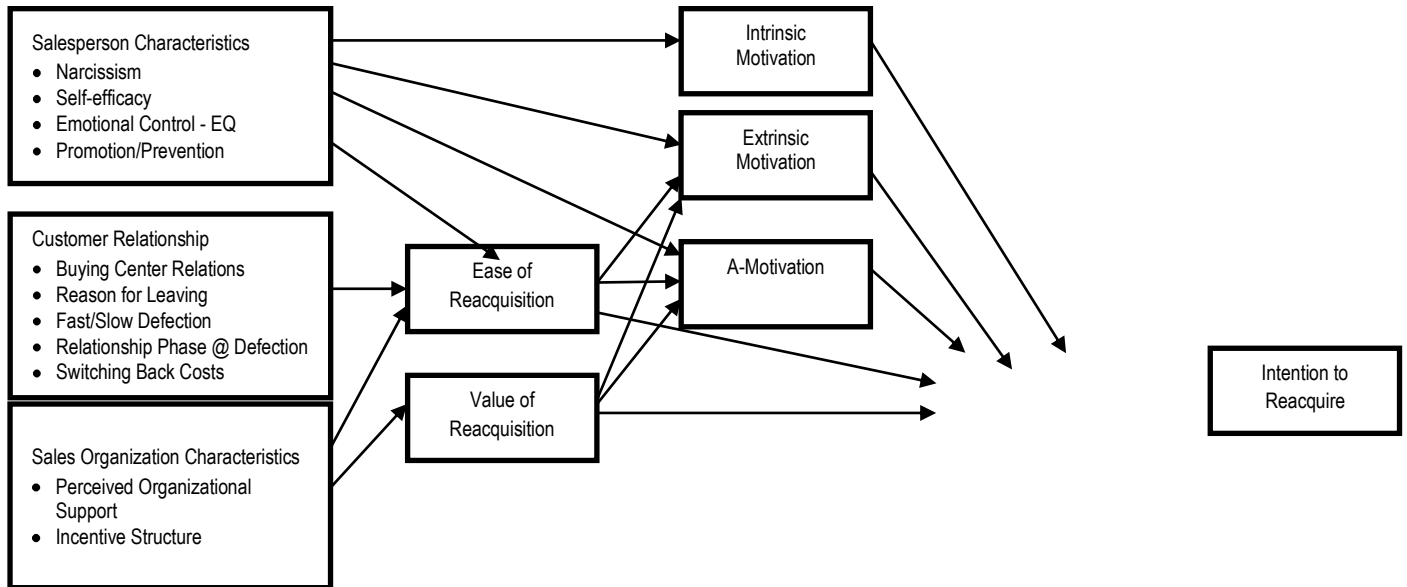 Salesperson Characteristics
• Narcissism
• Self-efficacy
• Emotional Control - EQ
• Promotion/Prevention
Customer Relationship
• Buying Center Relations
• Reason for Leaving
• Fast/Slow Defection
• Relationship Phase @ Defection
• Switching Back Costs
Sales Organization Characteristics
• Perceived Organizational
Support
• Incentive Structure
Ease of
Reacquisition
Value of
Reacquisition
Intrinsic
Motivation
Extrinsic
Motivation
A-Motivation
Intention to
Reacquire